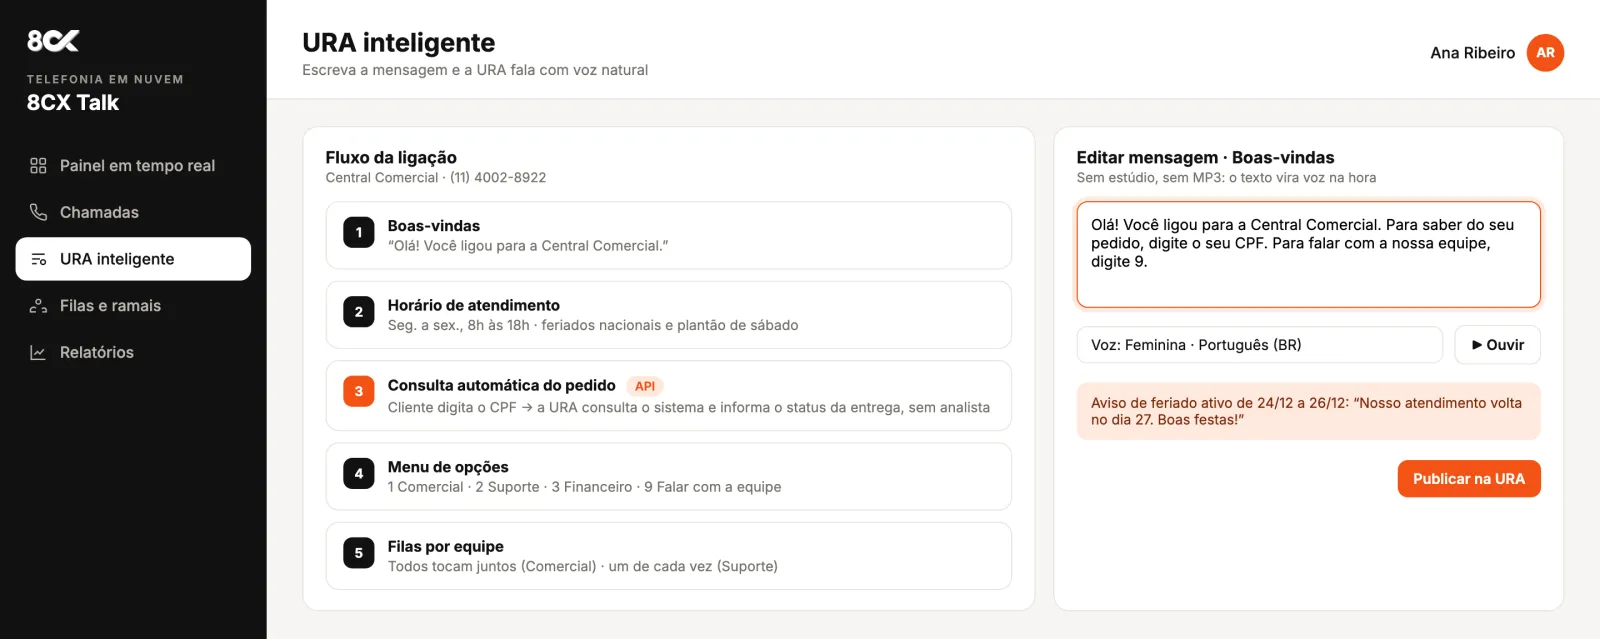 8CX
TELEFONIA EM NUVEM
8CX Talk
Painel em tempo real
Chamadas
URA inteligente
Filas e ramais
Relatórios
URA inteligente
Escreva a mensagem e a URA fala com voz natural
Ana Ribeiro
AR
Fluxo da ligação
Central Comercial · (11) 4002-8922
1
Boas-vindas
“Olá! Você ligou para a Central Comercial.”
2
Horário de atendimento
Seg. a sex., 8h às 18h · feriados nacionais e plantão de sábado
3
Consulta automática do pedido API
Cliente digita o CPF → a URA consulta o sistema e informa o status da entrega, sem analista
4
Menu de opções
1 Comercial · 2 Suporte · 3 Financeiro · 9 Falar com a equipe
5
Filas por equipe
Todos tocam juntos (Comercial) · um de cada vez (Suporte)
Editar mensagem · Boas-vindas
Sem estúdio, sem MP3: o texto vira voz na hora
Olá! Você ligou para a Central Comercial. Para saber do seu
pedido, digite o seu CPF. Para falar com a nossa equipe,
digite 9.
Voz: Feminina · Português (BR)
▶ Ouvir
Aviso de feriado ativo de 24/12 a 26/12: “Nosso atendimento volta
no dia 27. Boas festas!”
Publicar na URA